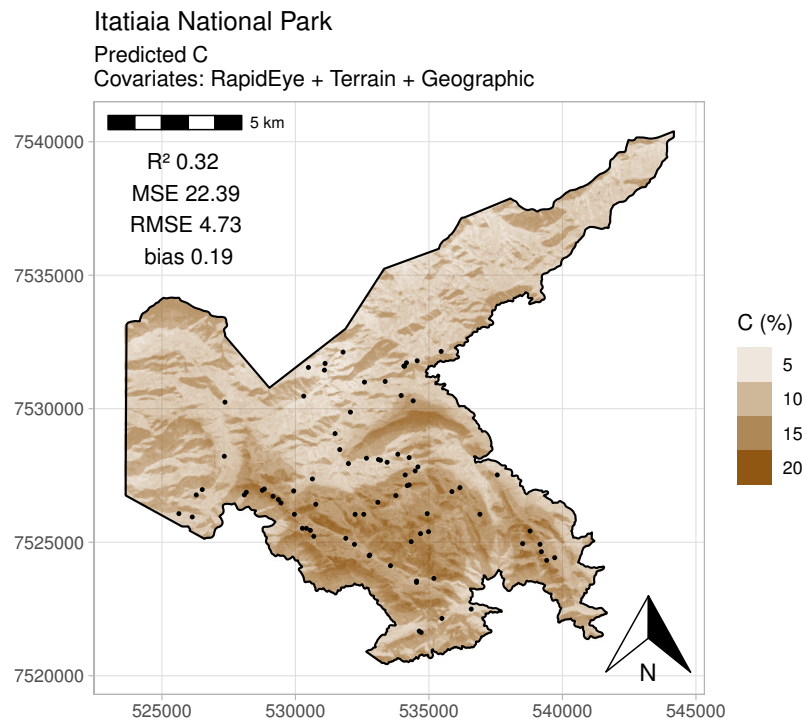 Itatiaia National Park
Predicted C
Covariates: RapidEye + Terrain + Geographic
5 km
R² 0.32
MSE 22.39
RMSE 4.73
bias 0.19
7540000
7535000
7530000
7525000
7520000
525000 530000 535000 540000 545000
N
C (%)
5
10
15
20